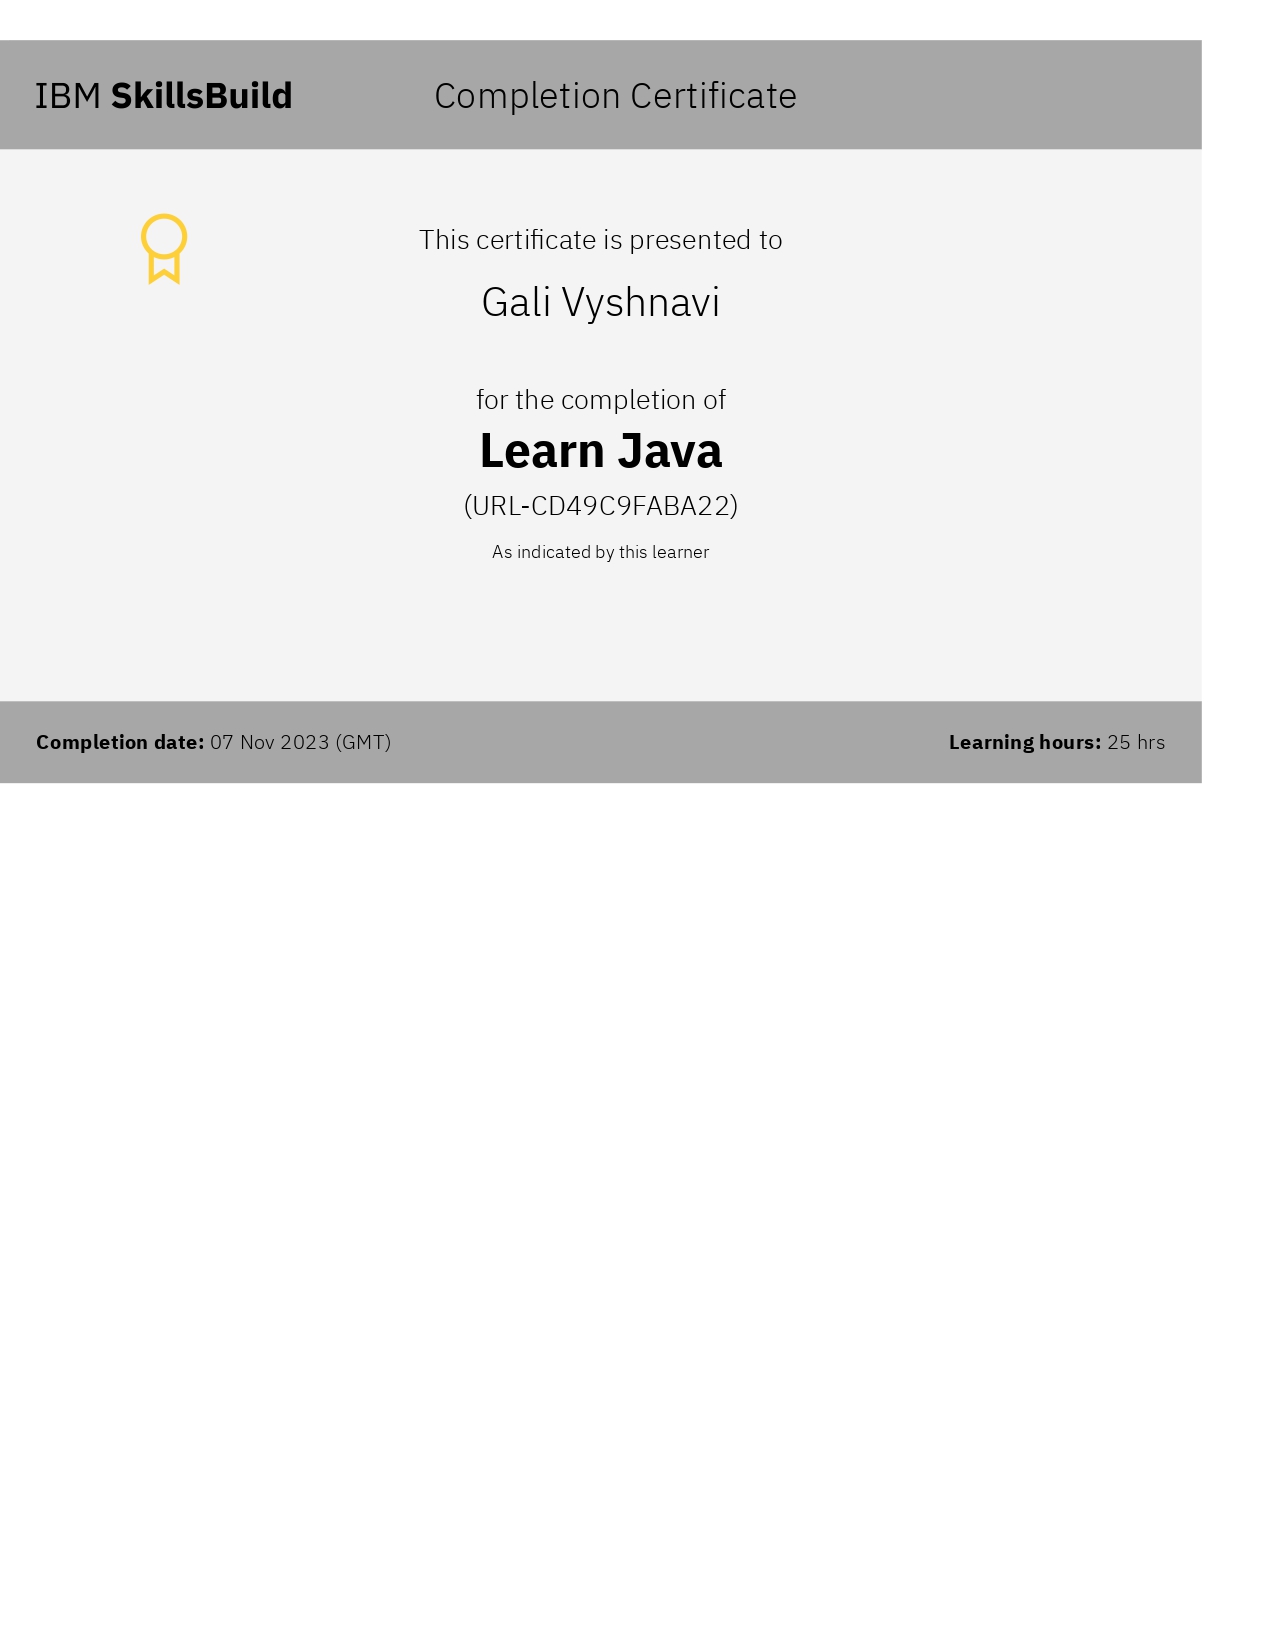 IBM SkillsBuild
Completion Certificate
This certificate is presented to
Gali Vyshnavi
for the completion of
Learn Java
(URL-CD49C9FABA22)
As indicated by this learner
Completion date: 07 Nov 2023 (GMT)
Learning hours: 25 hrs